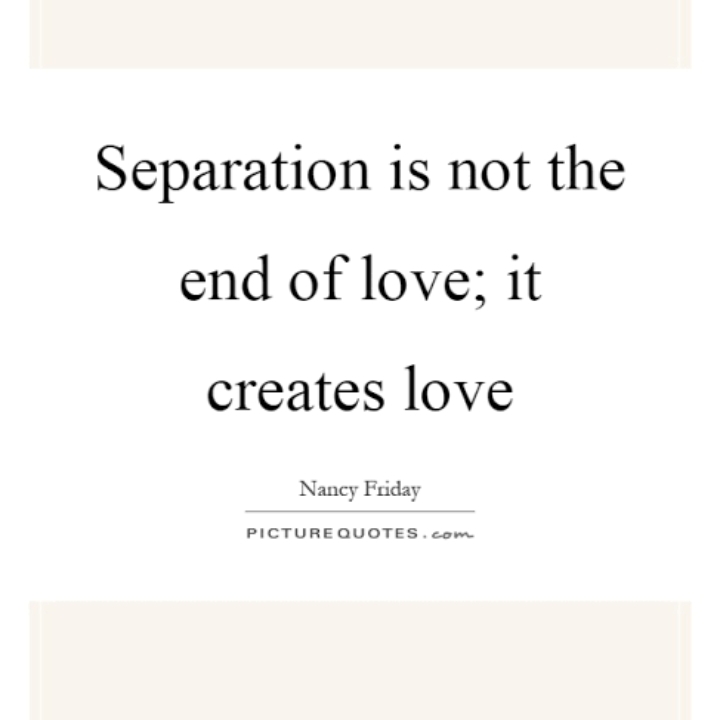 Separation is not the
end of love; it
creates love
Nancy Friday
PICTUREQUOTES.com